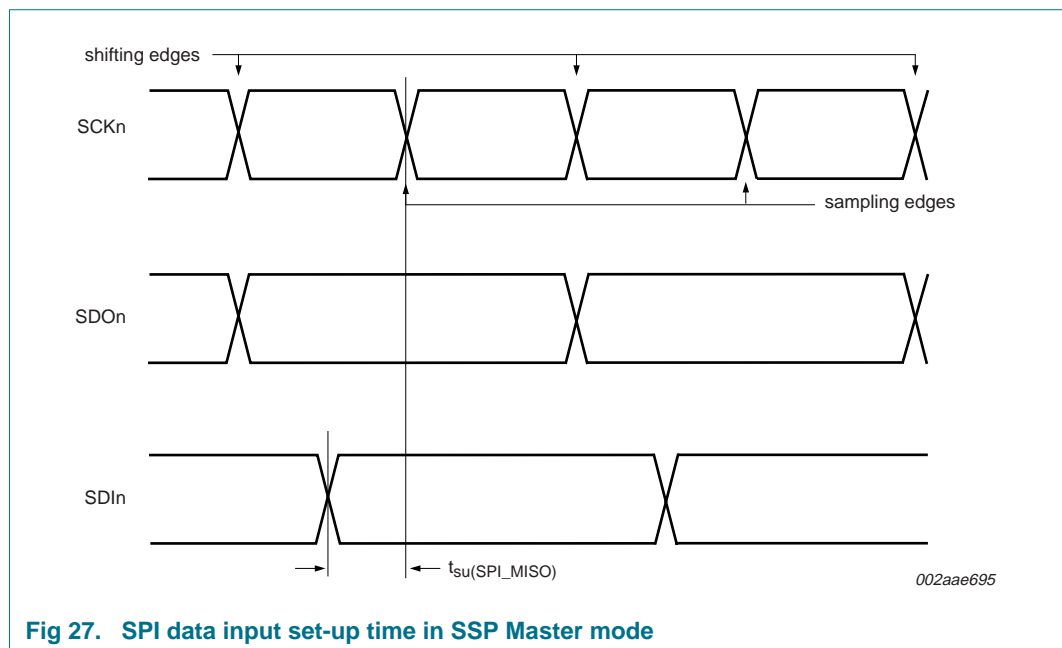 shifting edges
SCKn
sampling edges
SDOn
SDIn
tsu(SPI_MISO)
002aae695
Fig 27. SPI data input set-up time in SSP Master mode